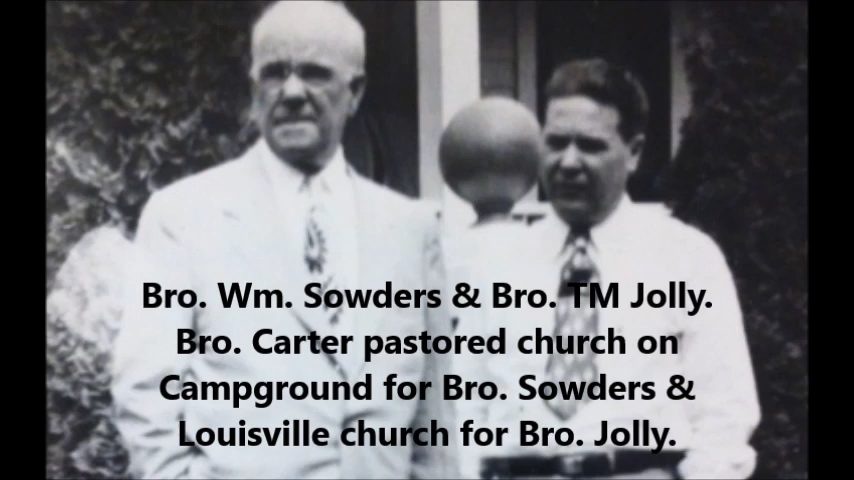 Bro. Wm. Sowders & Bro. TM Jolly.
Bro. Carter pastored church on
Campground for Bro. Sowders &
Louisville church for Bro. Jolly.